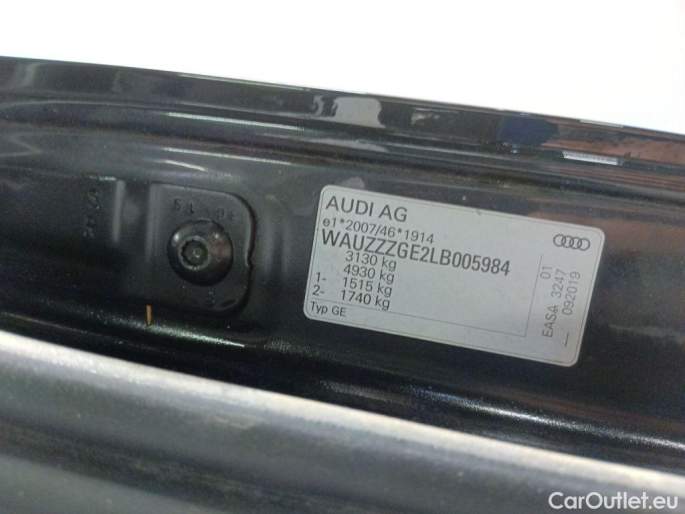 AUDI AG
e1*2007/46*1914
WAUZZZGE2LB005984
3130 kg
4930 kg
1- 1515 kg
2- 1740 kg
Typ GE
EASA 3247 01
— 092019
CarOutlet.eu